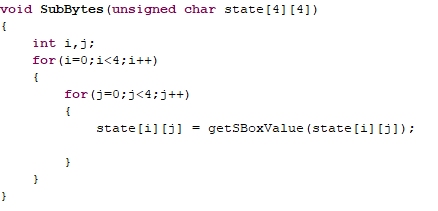 void SubBytes(unsigned char state[4][4])
{
    int i,j;
    for(i=0;i<4;i++)
    {
        for(j=0;j<4;j++)
        {
            state[i][j] = getSBoxValue(state[i][j]);

        }
    }
}